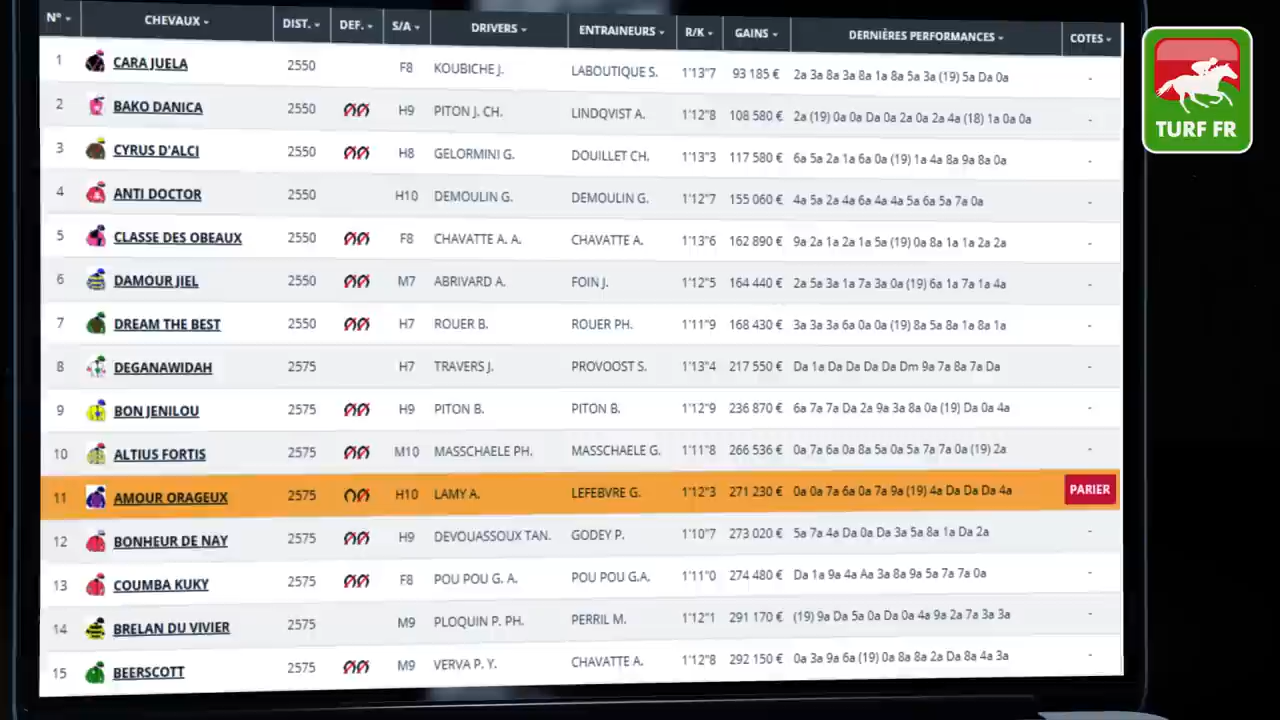 N° CHEVAUX DIST. DEF. S/A DRIVERS ENTRAINEURS R/K GAINS DERNIÈRES PERFORMANCES COTES
1 CARA JUELA 2550 F8 KOUBICHE J. LABOUTIQUE S. 1'13"7 93 185 € 2a 3a 8a 3a 8a 1a 8a 5a 3a (19) 5a Da 0a -
2 BAKO DANICA 2550 H9 PITON J. CH. LINDQVIST A. 1'12"8 108 580 € 2a (19) 0a 0a Da 0a 2a 0a 2a 4a (18) 1a 0a 0a -
3 CYRUS D'ALCI 2550 H8 GELORMINI G. DOUILLET CH. 1'13"3 117 580 € 6a 5a 2a 1a 6a 0a (19) 1a 4a 8a 9a 8a 0a -
4 ANTI DOCTOR 2550 H10 DEMOULIN G. DEMOULIN G. 1'12"7 155 060 € 4a 5a 2a 4a 6a 4a 4a 5a 6a 5a 7a 0a -
5 CLASSE DES OBEAUX 2550 F8 CHAVATTE A. A. CHAVATTE A. 1'13"6 162 890 € 9a 2a 1a 2a 1a 5a (19) 0a 8a 1a 1a 2a 2a -
6 DAMOUR JIEL 2550 M7 ABRIVARD A. FOIN J. 1'12"5 164 440 € 2a 5a 3a 1a 7a 3a 0a (19) 6a 1a 7a 1a 4a -
7 DREAM THE BEST 2550 H7 ROUER B. ROUER PH. 1'11"9 168 430 € 3a 3a 3a 6a 0a 0a (19) 8a 5a 8a 1a 8a 1a -
8 DEGANAWIDAH 2575 H7 TRAVERS J. PROVOOST S. 1'13"4 217 550 € Da 1a Da Da Da Da Dm 9a 7a 8a 7a Da -
9 BON JENILOU 2575 H9 PITON B. PITON B. 1'12"9 236 870 € 6a 7a 7a Da 2a 9a 3a 8a 0a (19) Da 0a 4a -
10 ALTIUS FORTIS 2575 M10 MASSCHAELE PH. MASSCHAELE G. 1'11"8 266 536 € 0a 7a 6a 0a 8a 5a 0a 5a 7a 7a 0a (19) 2a -
11 AMOUR ORAGEUX 2575 H10 LAMY A. LEFEBVRE G. 1'12"3 271 230 € 0a 0a 7a 6a 0a 7a 9a (19) 4a Da Da Da 4a PARIER
12 BONHEUR DE NAY 2575 H9 DEVOUASSOUX TAN. GODEY P. 1'10"7 273 020 € 5a 7a 4a Da 0a Da 3a 5a 8a 1a Da 2a -
13 COUMBA KUKY 2575 F8 POU POU G. A. POU POU G.A. 1'11"0 274 480 € Da 1a 9a 4a Aa 3a 8a 9a 5a 7a 7a 0a -
14 BRELAN DU VIVIER 2575 M9 PLOQUIN P. PH. PERRIL M. 1'12"1 291 170 € (19) 9a Da 5a 0a Da 0a 4a 9a 2a 7a 3a 3a -
15 BEERSCOTT 2575 M9 VERVA P. Y. CHAVATTE A. 1'12"8 292 150 € 0a 3a 9a 6a (19) 0a 8a 8a 2a Da 8a 4a 3a -
TURF FR